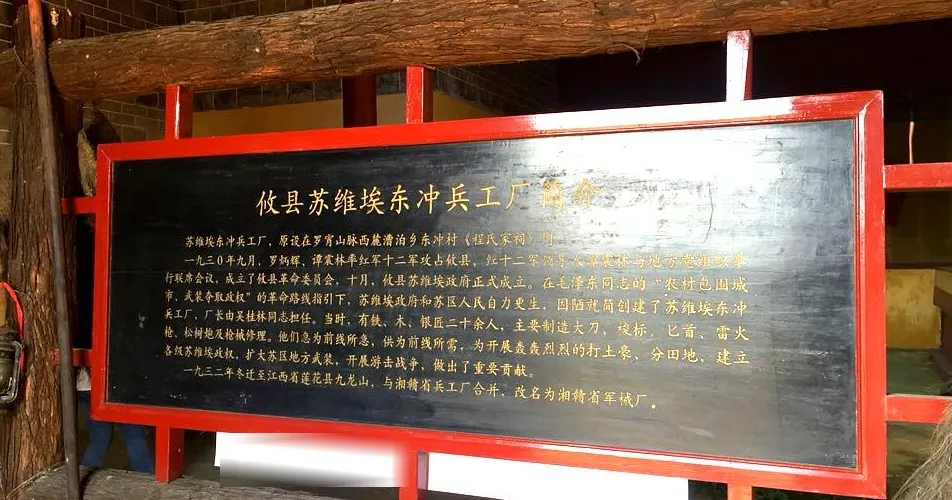 攸县苏维埃东冲兵工厂简介
苏维埃东冲兵工厂，原设在罗霄山脉西麓漕泊乡东冲村《程氏家祠》内
一九三0年九月，罗炳辉、谭震林率红军十二军攻占攸县，红十二军领导人谭震林与地方党组织举
行联席会议，成立了攸县革命委员会，十月，攸县苏维埃政府正式成立。在毛泽东同志的“农村包围城
市、武装夺取政权”的革命路线指引下，苏维埃政府和苏区人民自力更生，因陋就简创建了苏维埃东冲
兵工厂、厂长由吴桂林同志担任。当时，有铁、木、银匠二十余人，主要制造大刀、梭标、匕首、雷火
枪、松树炮及枪械修理。他们急为前线所急，供为前线所需，为开展轰轰烈烈的打土豪、分田地，建立
各级苏维埃政权，扩大苏区地方武装，开展游击战争，做出了重要贡献。
一九三二年冬迁至江西省莲花县九龙山，与湘赣省兵工厂合并，改名为湘赣省军械厂。